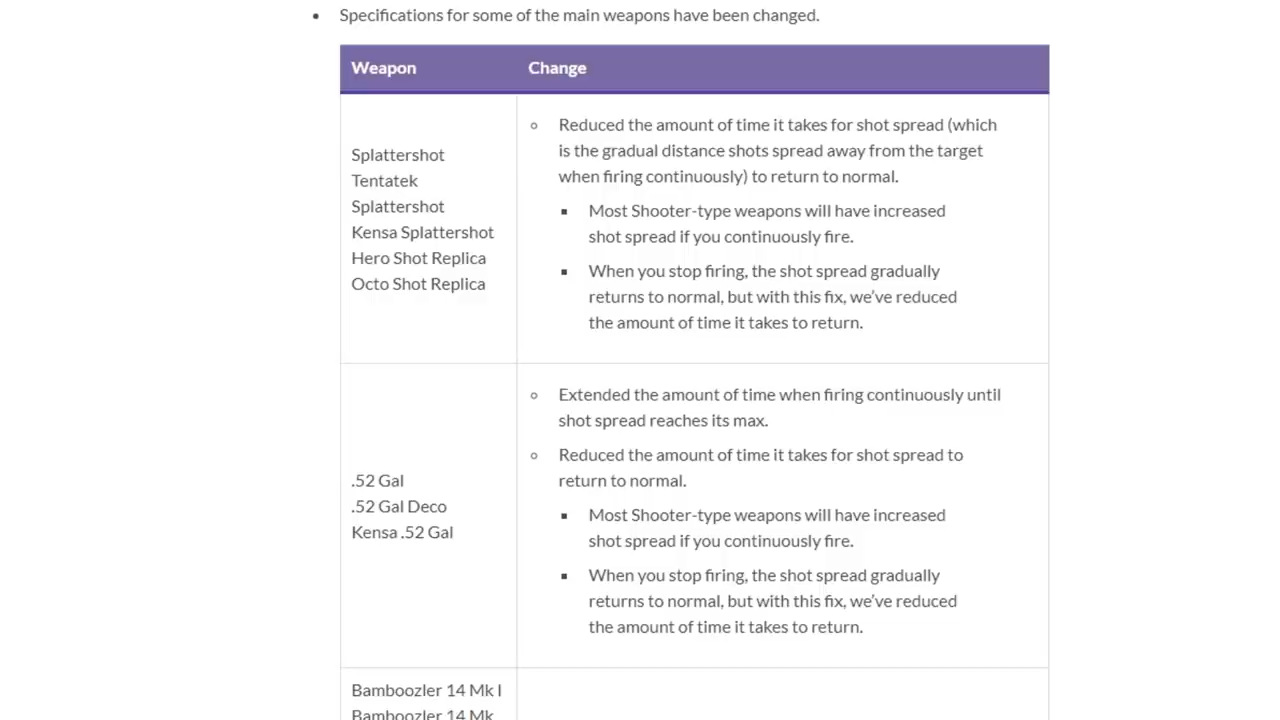 Specifications for some of the main weapons have been changed.
Weapon
Change
Splattershot
Tentatek
Splattershot
Kensa Splattershot
Hero Shot Replica
Octo Shot Replica
Reduced the amount of time it takes for shot spread (which
is the gradual distance shots spread away from the target
when firing continuously) to return to normal.
Most Shooter-type weapons will have increased
shot spread if you continuously fire.
When you stop firing, the shot spread gradually
returns to normal, but with this fix, we’ve reduced
the amount of time it takes to return.
.52 Gal
.52 Gal Deco
Kensa .52 Gal
Extended the amount of time when firing continuously until
shot spread reaches its max.
Reduced the amount of time it takes for shot spread to
return to normal.
Most Shooter-type weapons will have increased
shot spread if you continuously fire.
When you stop firing, the shot spread gradually
returns to normal, but with this fix, we’ve reduced
the amount of time it takes to return.
Bamboozler 14 Mk I
Bamboozler 14 Mk